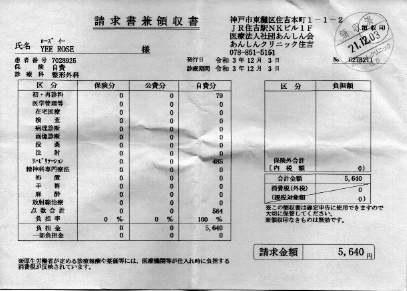 請求書兼領収書
神戸市東灘区住吉本町1-1-2
JR住吉駅NKビル1F
医療法人社団あんしん会
あんしんクリニック住吉
078-851-5151
領収済
21.12.03
ローズ イー
氏名 YEE ROSE 様
患者番号 7028925
保険 自費
診療科 整形外科
発行日 令和 3年 12月 3日
診療期間 令和 3年 12月 3日
区分 保険分 公費分 自費分
初・再診料 0 0 79
医学管理等 0 0 0
在宅医療 0 0 0
検査 0 0 0
病理診断 0 0 0
画像診断 0 0 0
投薬 0 0 0
注射 0 0 0
リハビリテーション 0 0 485
精神科専門療法 0 0 0
処置 0 0 0
手術 0 0 0
麻酔 0 0 0
放射線治療 0 0 0
点数合計 0 0 564
負担率 0 % 0 % 100 %
負担金 0 0 5,640
一部負担金 0 0 0
区分 負担額
保険外合計 0
(内税額 0)
合計金額 5,640
消費税(外税) 0
(課税対象額 0)
※この領収書は確定申告に使用できますので
大切に保管してください。
※領収印なきものは無効です。
請求金額 5,640 円
※厚生労働省が定める診療報酬や薬価等には、医療機関等が仕入れ時に負担する
消費税が反映されています。